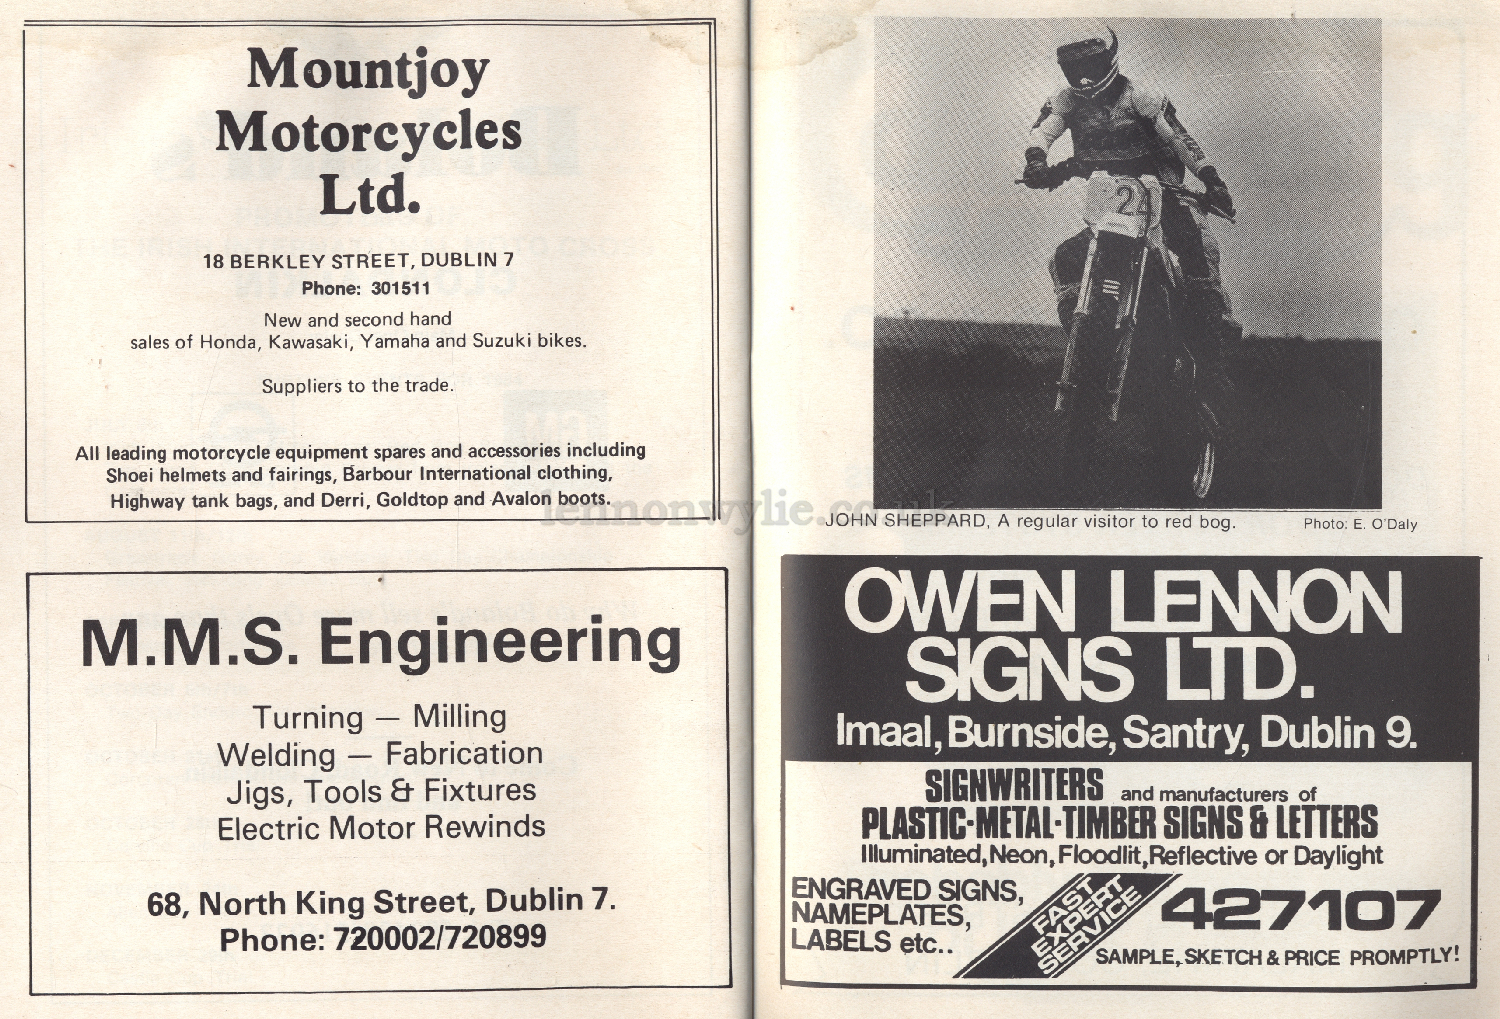 Mountjoy
Motorcycles
Ltd.
18 BERKLEY STREET, DUBLIN 7
Phone: 301511
New and second hand
sales of Honda, Kawasaki, Yamaha and Suzuki bikes.
Suppliers to the trade.
All leading motorcycle equipment spares and accessories including
Shoei helmets and fairings, Barbour International clothing,
Highway tank bags, and Derri, Goldtop and Avalon boots.
M.M.S. Engineering
Turning — Milling
Welding — Fabrication
Jigs, Tools & Fixtures
Electric Motor Rewinds
68, North King Street, Dublin 7.
Phone: 720002/720899
lennonwylie.co.uk
24
JOHN SHEPPARD, A regular visitor to red bog.
Photo: E. O'Daly
OWEN LENNON
SIGNS LTD.
Imaal, Burnside, Santry, Dublin 9.
SIGNWRITERS and manufacturers of
PLASTIC·METAL·TIMBER SIGNS & LETTERS
Illuminated, Neon, Floodlit, Reflective or Daylight
ENGRAVED SIGNS,
NAMEPLATES,
LABELS etc..
FAST
EXPERT
SERVICE
427107
SAMPLE, SKETCH & PRICE PROMPTLY!